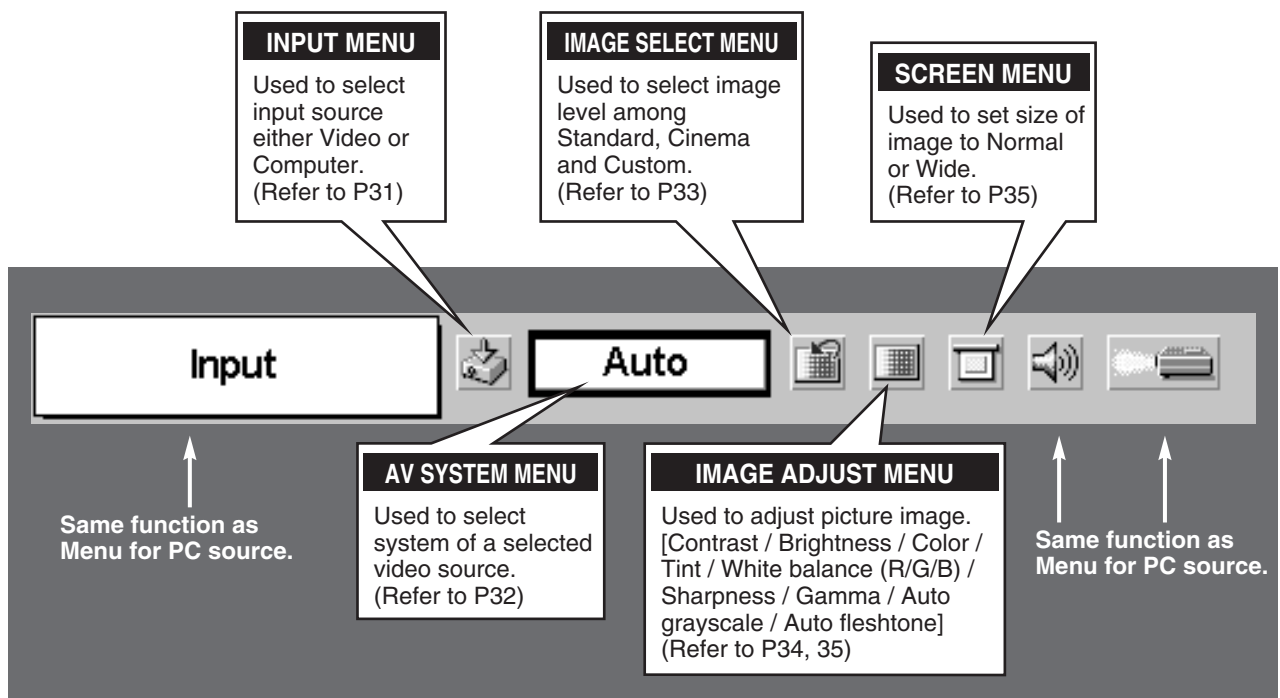 INPUT MENU
Used to select
input source
either Video or
Computer.
(Refer to P31)
IMAGE SELECT MENU
Used to select image
level among
Standard, Cinema
and Custom.
(Refer to P33)
SCREEN MENU
Used to set size of
image to Normal
or Wide.
(Refer to P35)
Input
Auto
Same function as
Menu for PC source.
AV SYSTEM MENU
Used to select
system of a selected
video source.
(Refer to P32)
IMAGE ADJUST MENU
Used to adjust picture image.
[Contrast / Brightness / Color /
Tint / White balance (R/G/B) /
Sharpness / Gamma / Auto
grayscale / Auto fleshtone]
(Refer to P34, 35)
Same function as
Menu for PC source.